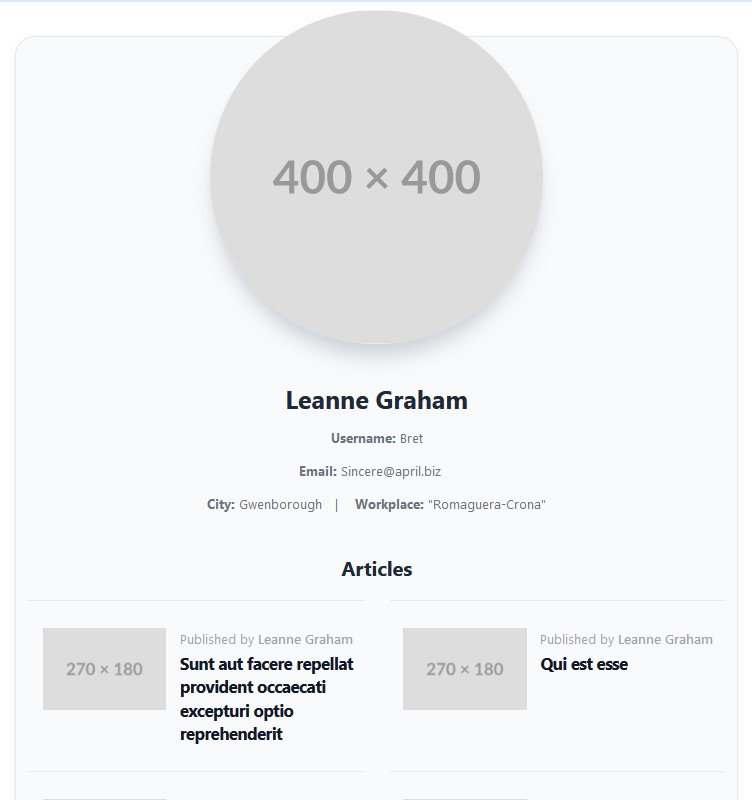 400 × 400
Leanne Graham
Username: Bret
Email: Sincere@april.biz
City: Gwenborough | Workplace: "Romaguera-Crona"
Articles
270 × 180
Published by Leanne Graham
Sunt aut facere repellat
provident occaecati
excepturi optio
reprehenderit
270 × 180
Published by Leanne Graham
Qui est esse